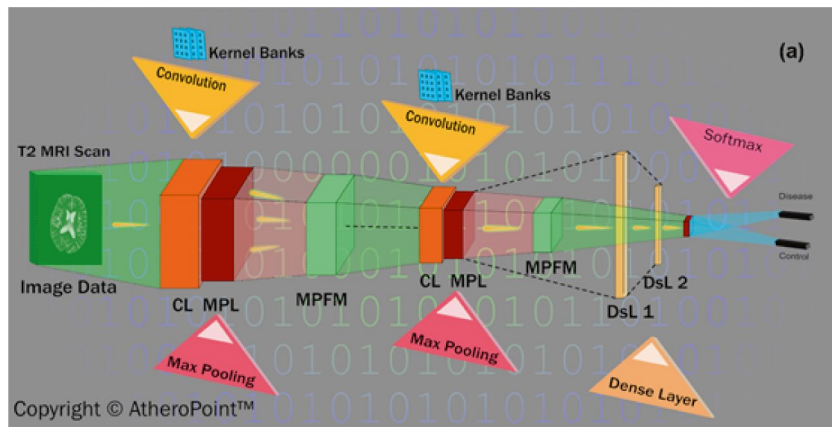 (a)
Kernel Banks
Convolution
Kernel Banks
Convolution
Softmax
T2 MRI Scan
Disease
Control
Image Data
CL MPL
MPFM
CL MPL
MPFM
DsL 1
DsL 2
Max Pooling
Max Pooling
Dense Layer
Copyright © AtheroPoint™